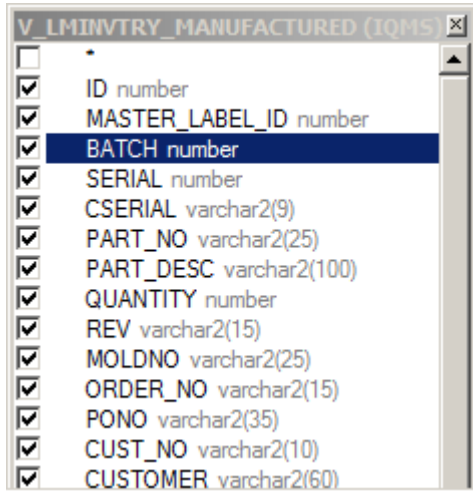 V_LMINVTRY_MANUFACTURED (IQMS)
*
ID number
MASTER_LABEL_ID number
BATCH number
SERIAL number
CSERIAL varchar2(9)
PART_NO varchar2(25)
PART_DESC varchar2(100)
QUANTITY number
REV varchar2(15)
MOLDNO varchar2(25)
ORDER_NO varchar2(15)
PONO varchar2(35)
CUST_NO varchar2(10)
CUSTOMER varchar2(60)